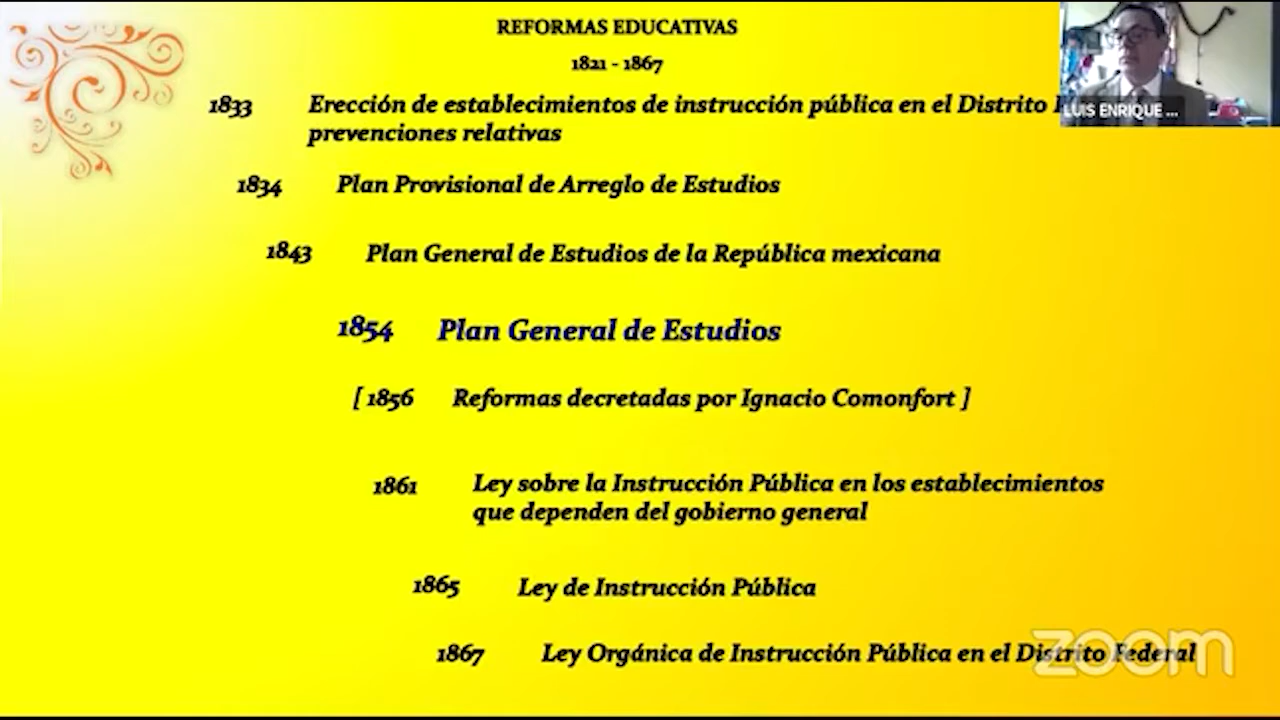 REFORMAS EDUCATIVAS
1821 - 1867
1833 Erección de establecimientos de instrucción pública en el Distrito
prevenciones relativas
1834 Plan Provisional de Arreglo de Estudios
1843 Plan General de Estudios de la República mexicana
1854 Plan General de Estudios
[ 1856 Reformas decretadas por Ignacio Comonfort ]
1861 Ley sobre la Instrucción Pública en los establecimientos
que dependen del gobierno general
1865 Ley de Instrucción Pública
1867 Ley Orgánica de Instrucción Pública en el Distrito Federal
LUIS ENRIQUE ...
zoom